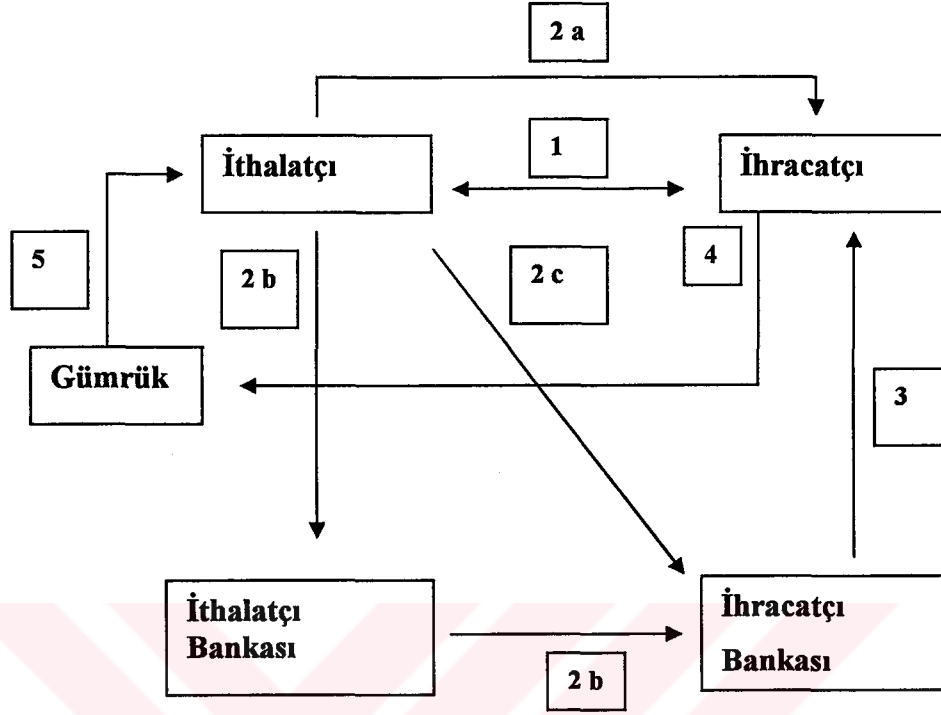 2 a
İthalatçı
1
İhracatçı
5
2 b
2 c
4
Gümrük
3
İthalatçı
Bankası
İhracatçı
Bankası
2 b